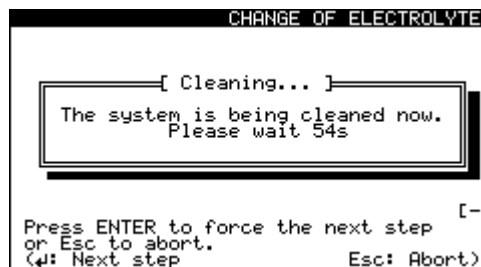 CHANGE OF ELECTROLYTE
[ Cleaning... ]
The system is being cleaned now.
Please wait 54s
[-
Press ENTER to force the next step
or Esc to abort.
(↲: Next step Esc: Abort)